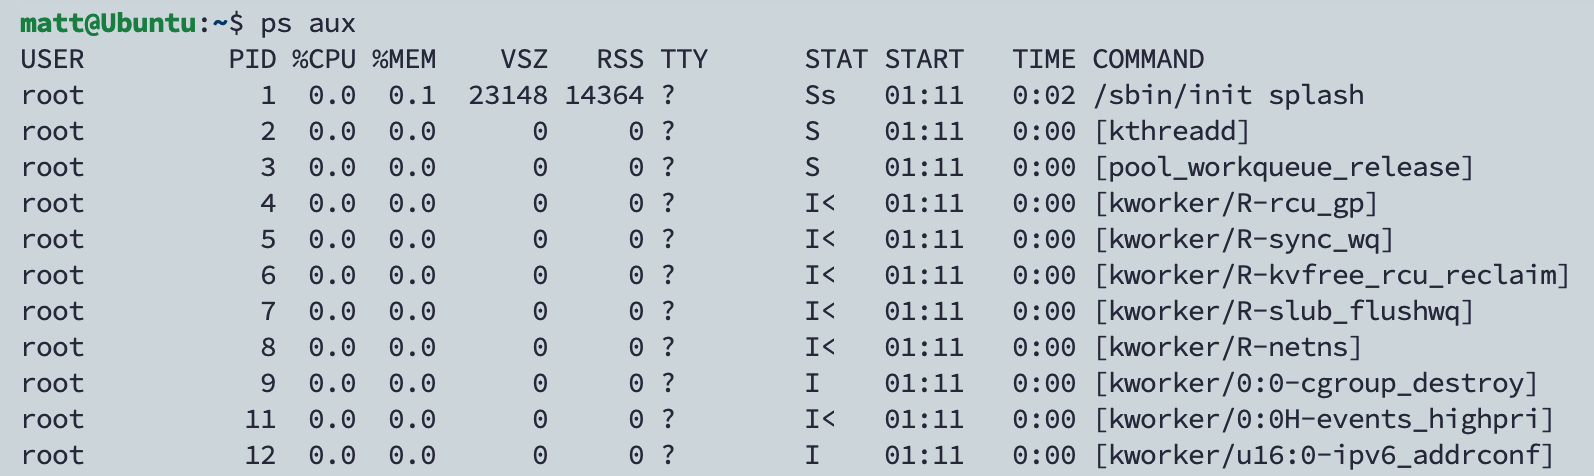 matt@Ubuntu:~$ ps aux
USER         PID %CPU %MEM    VSZ   RSS TTY      STAT START   TIME COMMAND
root           1  0.0  0.1  23148 14364 ?        Ss   01:11   0:02 /sbin/init splash
root           2  0.0  0.0      0     0 ?        S    01:11   0:00 [kthreadd]
root           3  0.0  0.0      0     0 ?        S    01:11   0:00 [pool_workqueue_release]
root           4  0.0  0.0      0     0 ?        I<   01:11   0:00 [kworker/R-rcu_gp]
root           5  0.0  0.0      0     0 ?        I<   01:11   0:00 [kworker/R-sync_wq]
root           6  0.0  0.0      0     0 ?        I<   01:11   0:00 [kworker/R-kvfree_rcu_reclaim]
root           7  0.0  0.0      0     0 ?        I<   01:11   0:00 [kworker/R-slub_flushwq]
root           8  0.0  0.0      0     0 ?        I<   01:11   0:00 [kworker/R-netns]
root           9  0.0  0.0      0     0 ?        I    01:11   0:00 [kworker/0:0-cgroup_destroy]
root          11  0.0  0.0      0     0 ?        I<   01:11   0:00 [kworker/0:0H-events_highpri]
root          12  0.0  0.0      0     0 ?        I    01:11   0:00 [kworker/u16:0-ipv6_addrconf]